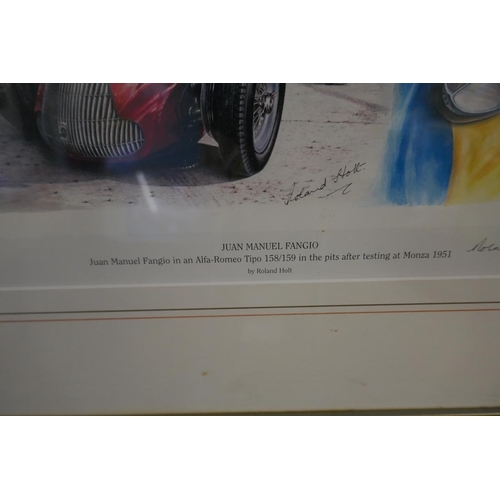 Roland Holt
JUAN MANUEL FANGIO
Juan Manuel Fangio in an Alfa-Romeo Tipo 158/159 in the pits after testing at Monza 1951
by Roland Holt